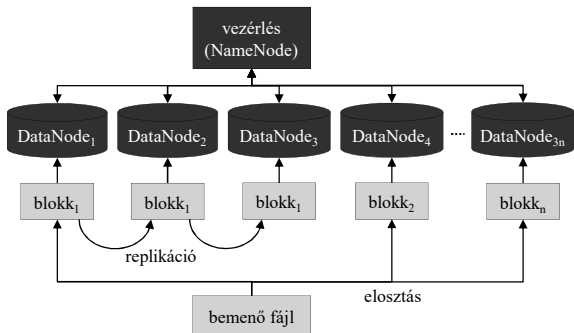 vezérlés
(NameNode)
DataNode₁ DataNode₂ DataNode₃ DataNode₄ .... DataNode₃ₙ
blokk₁ blokk₁ blokk₁ blokk₂ blokkₙ
replikáció
elosztás
bemenő fájl